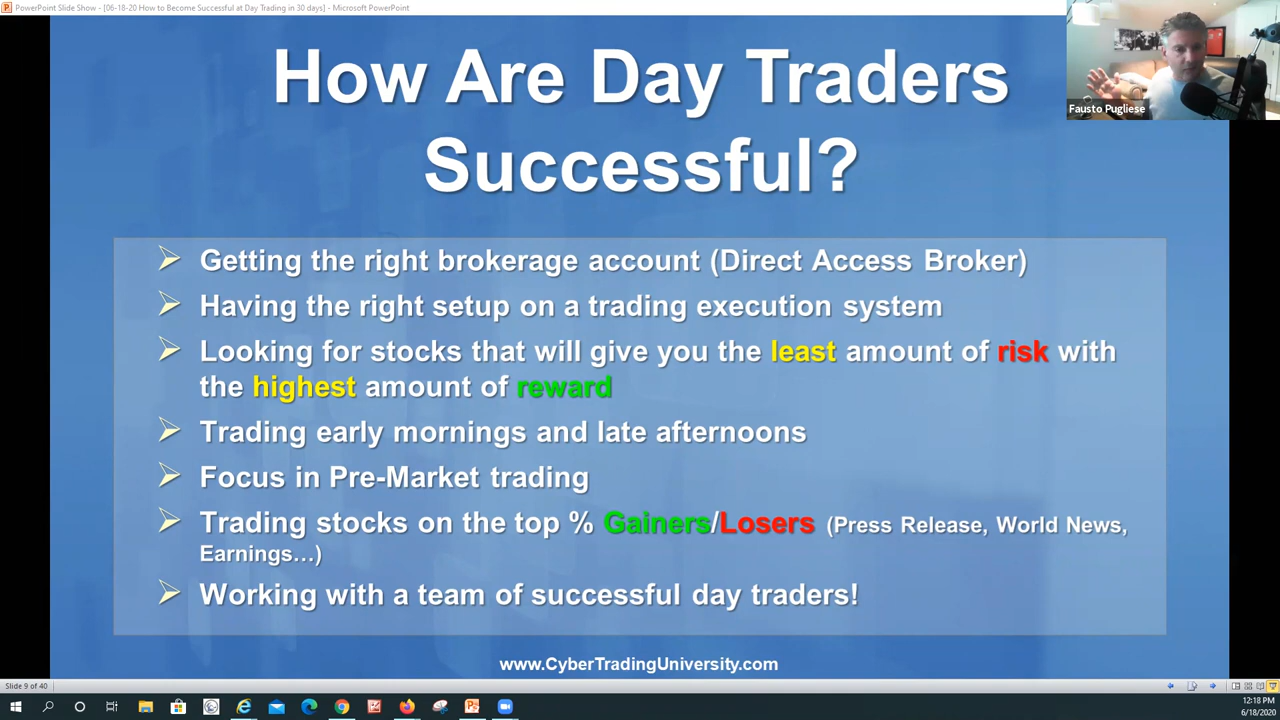 PowerPoint Slide Show - [06-18-20 How to Become Successful at Day Trading in 30 days] - Microsoft PowerPoint
How Are Day Traders
Successful?
Fausto Pugliese
Getting the right brokerage account (Direct Access Broker)
Having the right setup on a trading execution system
Looking for stocks that will give you the least amount of risk with
the highest amount of reward
Trading early mornings and late afternoons
Focus in Pre-Market trading
Trading stocks on the top % Gainers/Losers (Press Release, World News,
Earnings...)
Working with a team of successful day traders!
www.CyberTradingUniversity.com
Slide 9 of 40
12:18 PM
6/18/2020